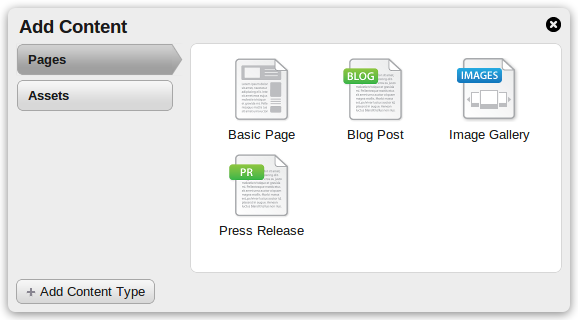 Add Content
Pages
Assets
BLOG
IMAGES
Basic Page
Blog Post
Image Gallery
PR
Press Release
+ Add Content Type